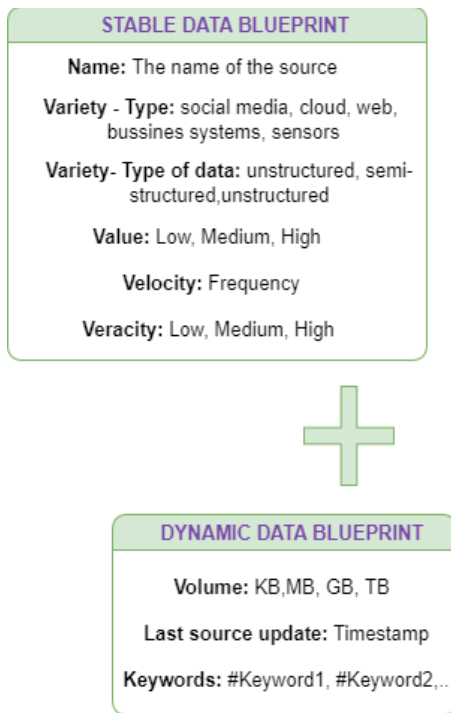 STABLE DATA BLUEPRINT
Name: The name of the source
Variety - Type: social media, cloud, web,
bussines systems, sensors
Variety- Type of data: unstructured, semi-
structured,unstructured
Value: Low, Medium, High
Velocity: Frequency
Veracity: Low, Medium, High
DYNAMIC DATA BLUEPRINT
Volume: KB,MB, GB, TB
Last source update: Timestamp
Keywords: #Keyword1, #Keyword2,..